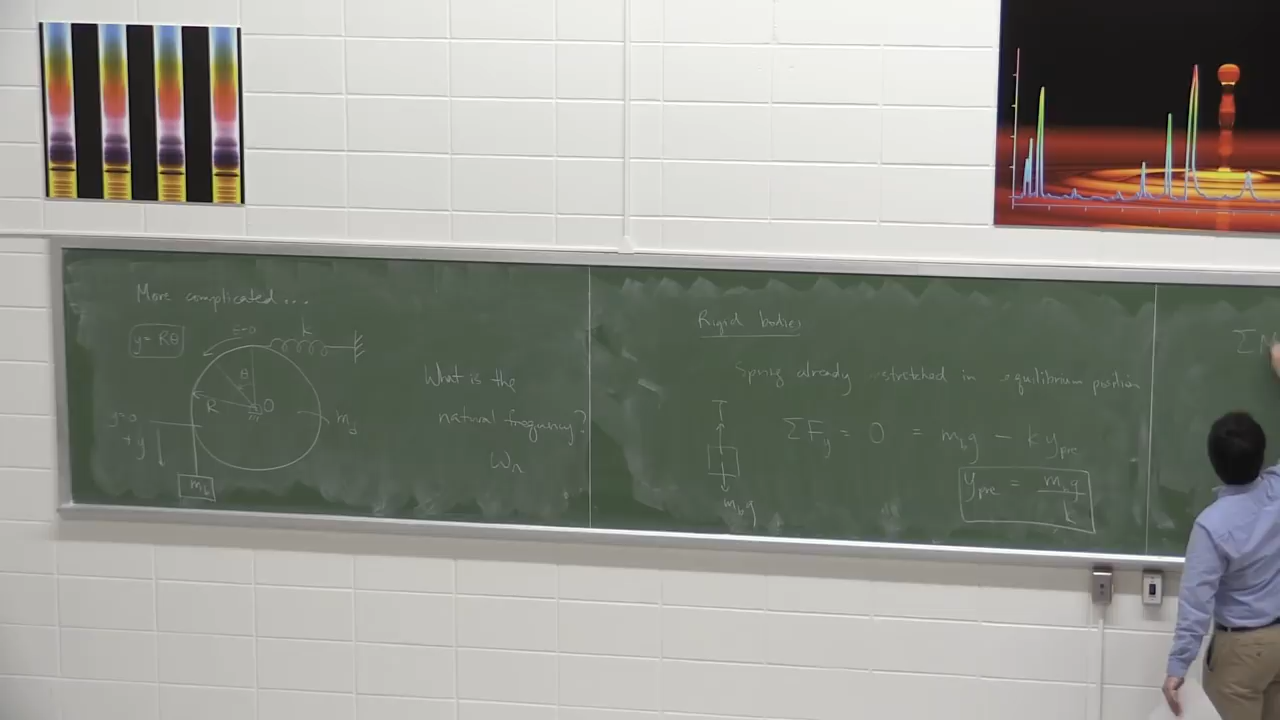 More complicated...
y = Rθ
θ=0
k
θ
R
O
y=0
+y
m_d
m_b
What is the
natural frequency?
ω_n
Rigid bodies
Spring already stretched in equilibrium position
T
m_b g
ΣF_y = 0 = m_b g - k y_pre
y_pre = m_b g / k
ΣM